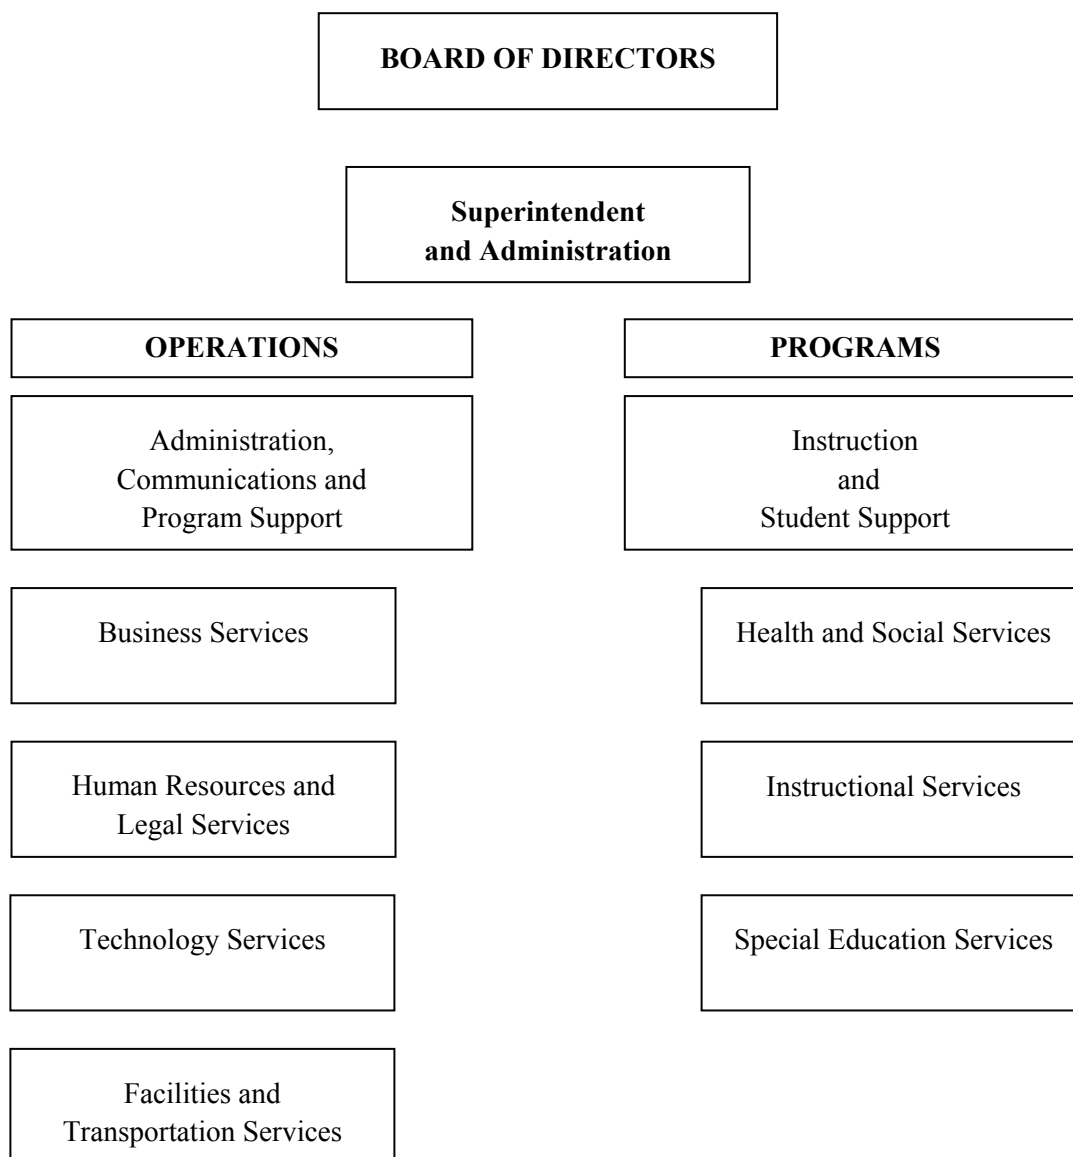 BOARD OF DIRECTORS
Superintendent
and Administration
OPERATIONS
PROGRAMS
Administration,
Communications and
Program Support
Instruction
and
Student Support
Business Services
Health and Social Services
Human Resources and
Legal Services
Instructional Services
Technology Services
Special Education Services
Facilities and
Transportation Services